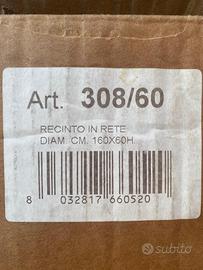 Art. 308/60
RECINTO IN RETE
DIAM. CM. 160X60H.
8 032817 660520
subito